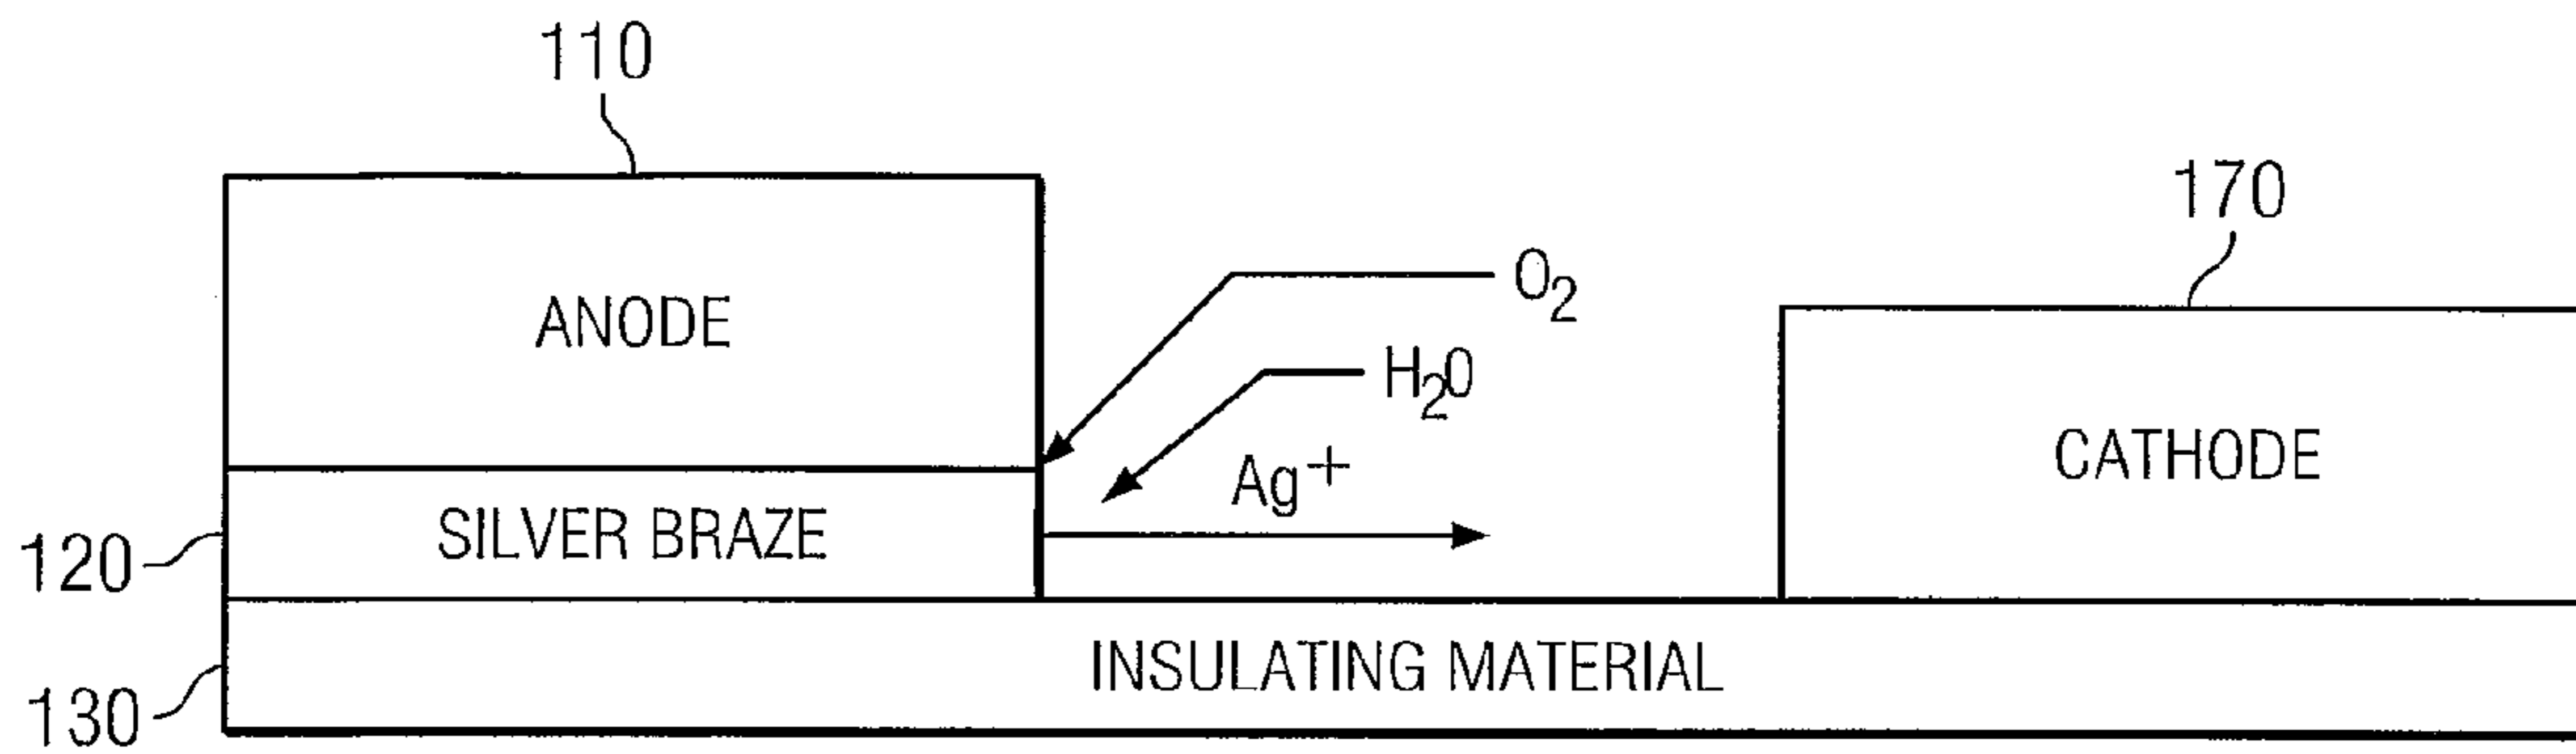 110
170
O2
ANODE
H2O
CATHODE
Ag+
SILVER BRAZE
120
INSULATING MATERIAL
130